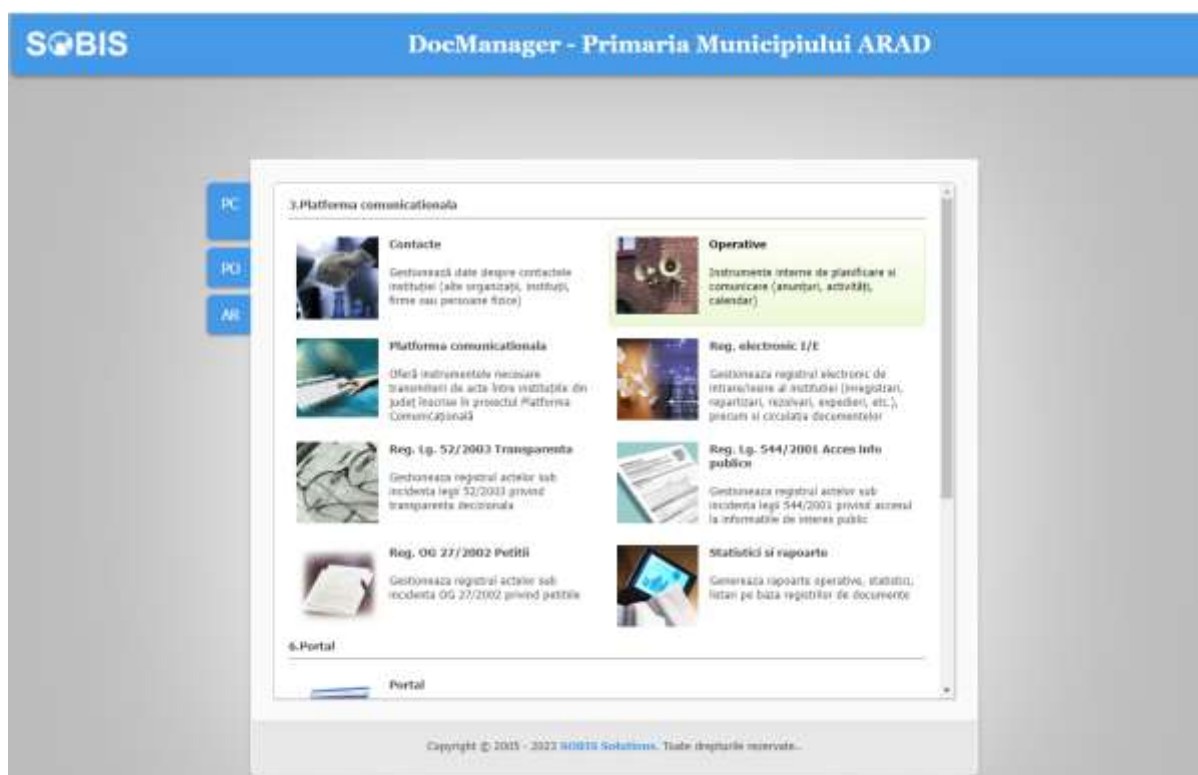 SOBIS
DocManager - Primaria Municipiului ARAD
PC
PO
AR
3.Platforma comunicationala
Contacte
Gestionează date despre contactele
instituției (alte organizații, instituții,
firme sau persoane fizice)
Operative
Instrumente interne de planificare si
comunicare (anunțuri, activități,
calendar)
Platforma comunicationala
Oferă instrumentele necesare
transmiterii de acte între instituțiile din
județ înscrise în proiectul Platforma
Comunicațională
Reg. electronic I/E
Gestioneaza registrul electronic de
intrare/iesire al institutiei (inregistrari,
repartizari, rezolvari, expedieri, etc.),
precum si circulatia documentelor
Reg. Lg. 52/2003 Transparenta
Gestioneaza registrul actelor sub
incidenta legii 52/2003 privind
transparenta decizionala
Reg. Lg. 544/2001 Acces info
publice
Gestioneaza registrul actelor sub
incidenta legii 544/2001 privind accesul
la informatiile de interes public
Reg. OG 27/2002 Petitii
Gestioneaza registrul actelor sub
incidenta OG 27/2002 privind petitiile
Statistici si rapoarte
Genereaza rapoarte operative, statistici,
listari pe baza registrilor de documente
6.Portal
Portal
Copyright © 2005 - 2023 SOBIS Solutions. Toate drepturile rezervate..